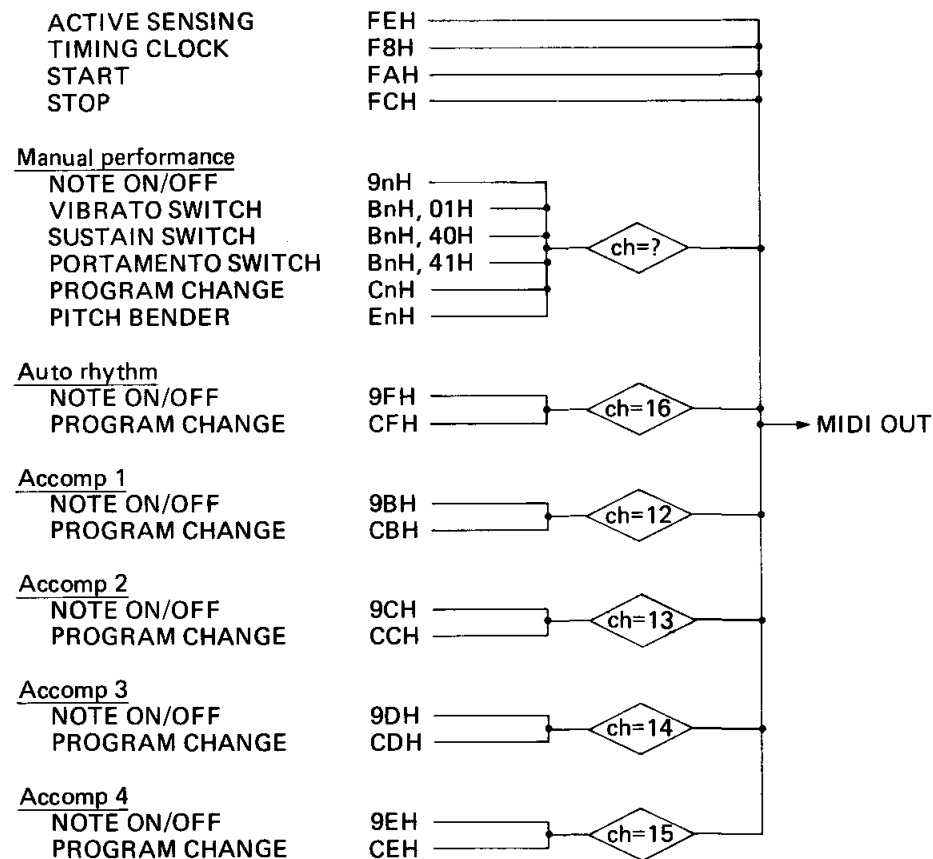 ACTIVE SENSING FEH
TIMING CLOCK F8H
START FAH
STOP FCH
Manual performance
NOTE ON/OFF 9nH
VIBRATO SWITCH BnH, 01H
SUSTAIN SWITCH BnH, 40H
ch=?
PORTAMENTO SWITCH BnH, 41H
PROGRAM CHANGE CnH
PITCH BENDER EnH
Auto rhythm
NOTE ON/OFF 9FH
ch=16
PROGRAM CHANGE CFH
MIDI OUT
Accomp 1
NOTE ON/OFF 9BH
ch=12
PROGRAM CHANGE CBH
Accomp 2
NOTE ON/OFF 9CH
ch=13
PROGRAM CHANGE CCH
Accomp 3
NOTE ON/OFF 9DH
ch=14
PROGRAM CHANGE CDH
Accomp 4
NOTE ON/OFF 9EH
ch=15
PROGRAM CHANGE CEH